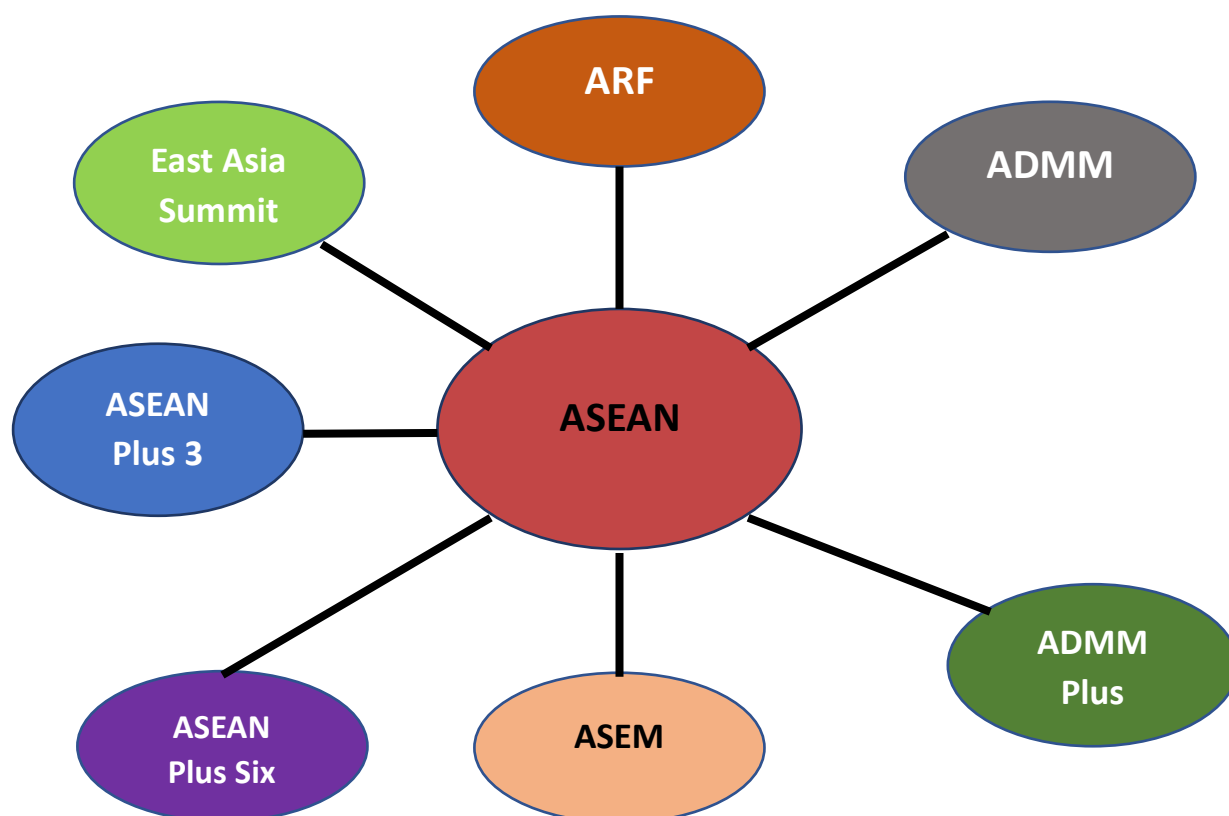 ARF
ADMM
East Asia
Summit
ASEAN
Plus 3
ASEAN
ADMM
Plus
ASEM
ASEAN
Plus Six